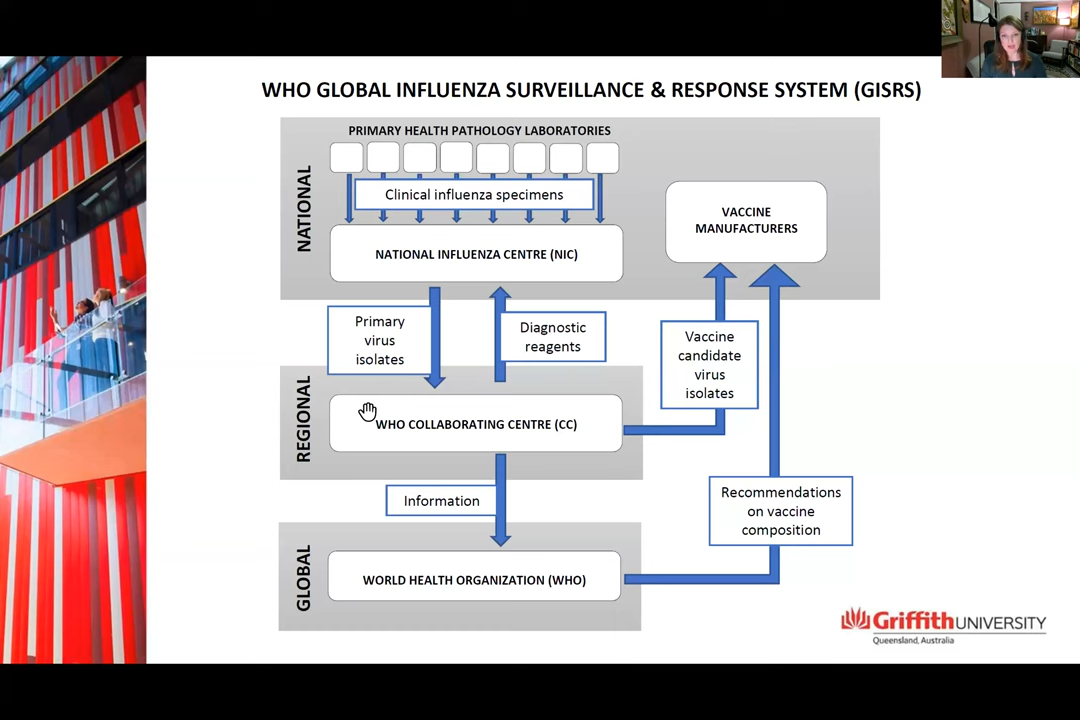 WHO GLOBAL INFLUENZA SURVEILLANCE & RESPONSE SYSTEM (GISRS)
NATIONAL
PRIMARY HEALTH PATHOLOGY LABORATORIES
Clinical influenza specimens
NATIONAL INFLUENZA CENTRE (NIC)
VACCINE
MANUFACTURERS
Primary
virus
isolates
Diagnostic
reagents
Vaccine
candidate
virus
isolates
REGIONAL
WHO COLLABORATING CENTRE (CC)
Information
Recommendations
on vaccine
composition
GLOBAL
WORLD HEALTH ORGANIZATION (WHO)
Griffith UNIVERSITY
Queensland, Australia